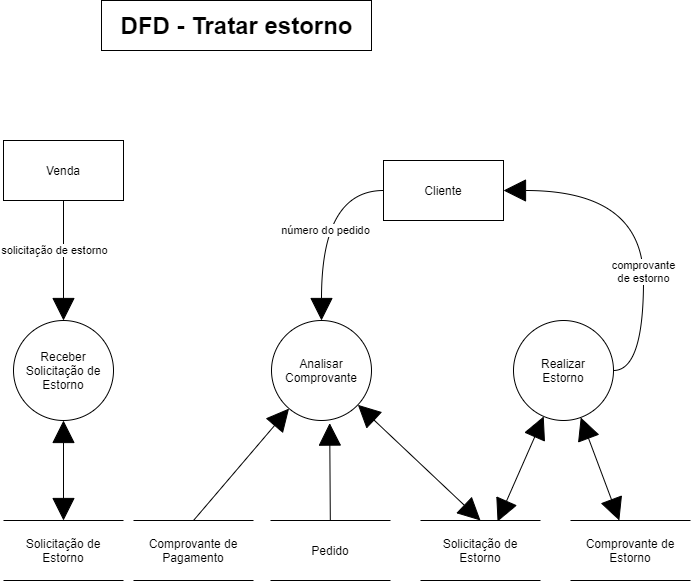 DFD - Tratar estorno
Venda
Cliente
solicitação de estorno
número do pedido
comprovante
de estorno
Receber
Solicitação de
Estorno
Analisar
Comprovante
Realizar
Estorno
Solicitação de
Estorno
Comprovante de
Pagamento
Pedido
Solicitação de
Estorno
Comprovante de
Estorno